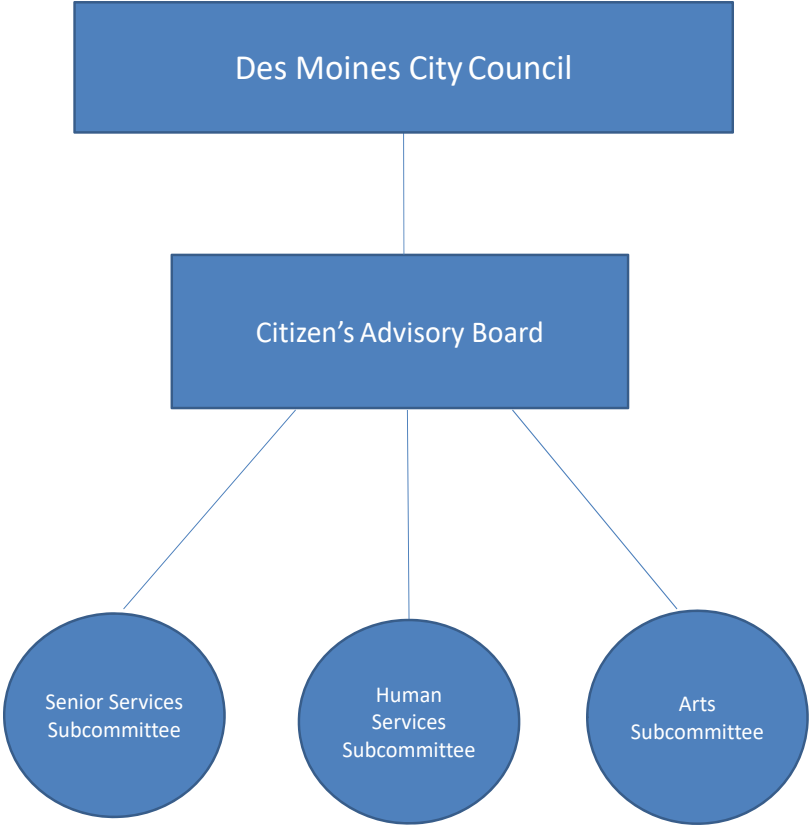 Des Moines City Council
Citizen’s Advisory Board
Senior Services
Subcommittee
Human
Services
Subcommittee
Arts
Subcommittee